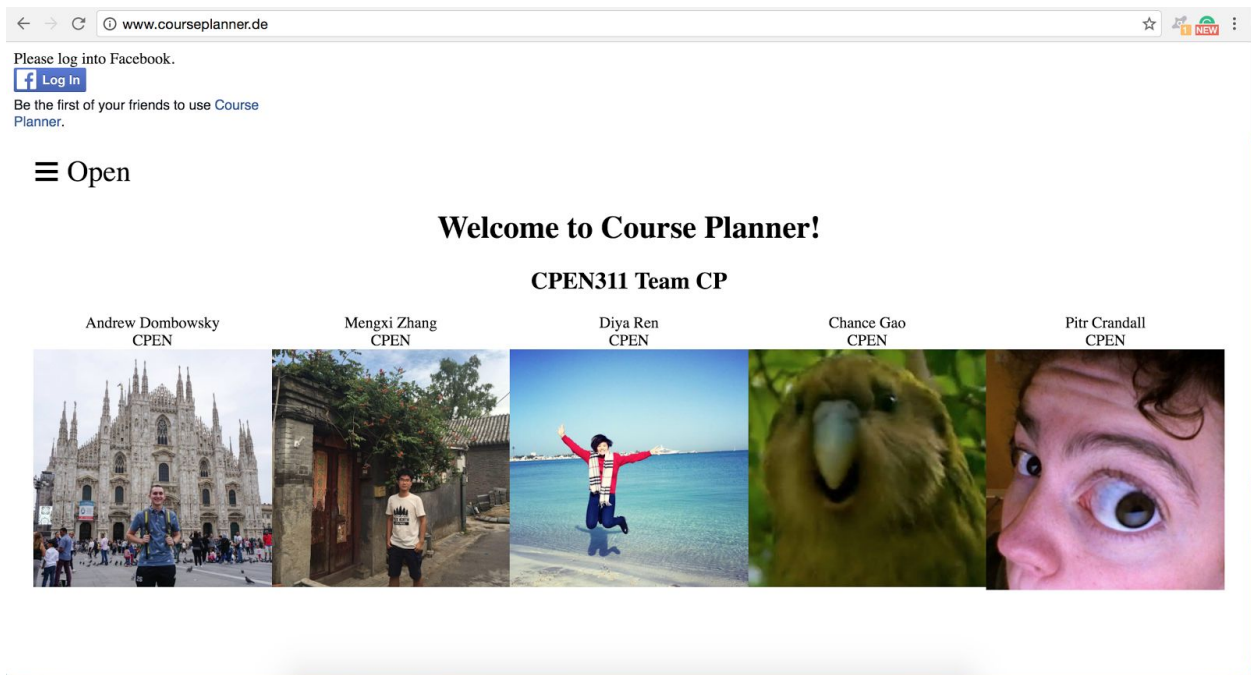 www.courseplanner.de
NEW
1
Please log into Facebook.
f Log In
Be the first of your friends to use Course
Planner.
Open
Welcome to Course Planner!
CPEN311 Team CP
Andrew Dombowsky Mengxi Zhang Diya Ren Chance Gao Pitr Crandall
CPEN CPEN CPEN CPEN CPEN